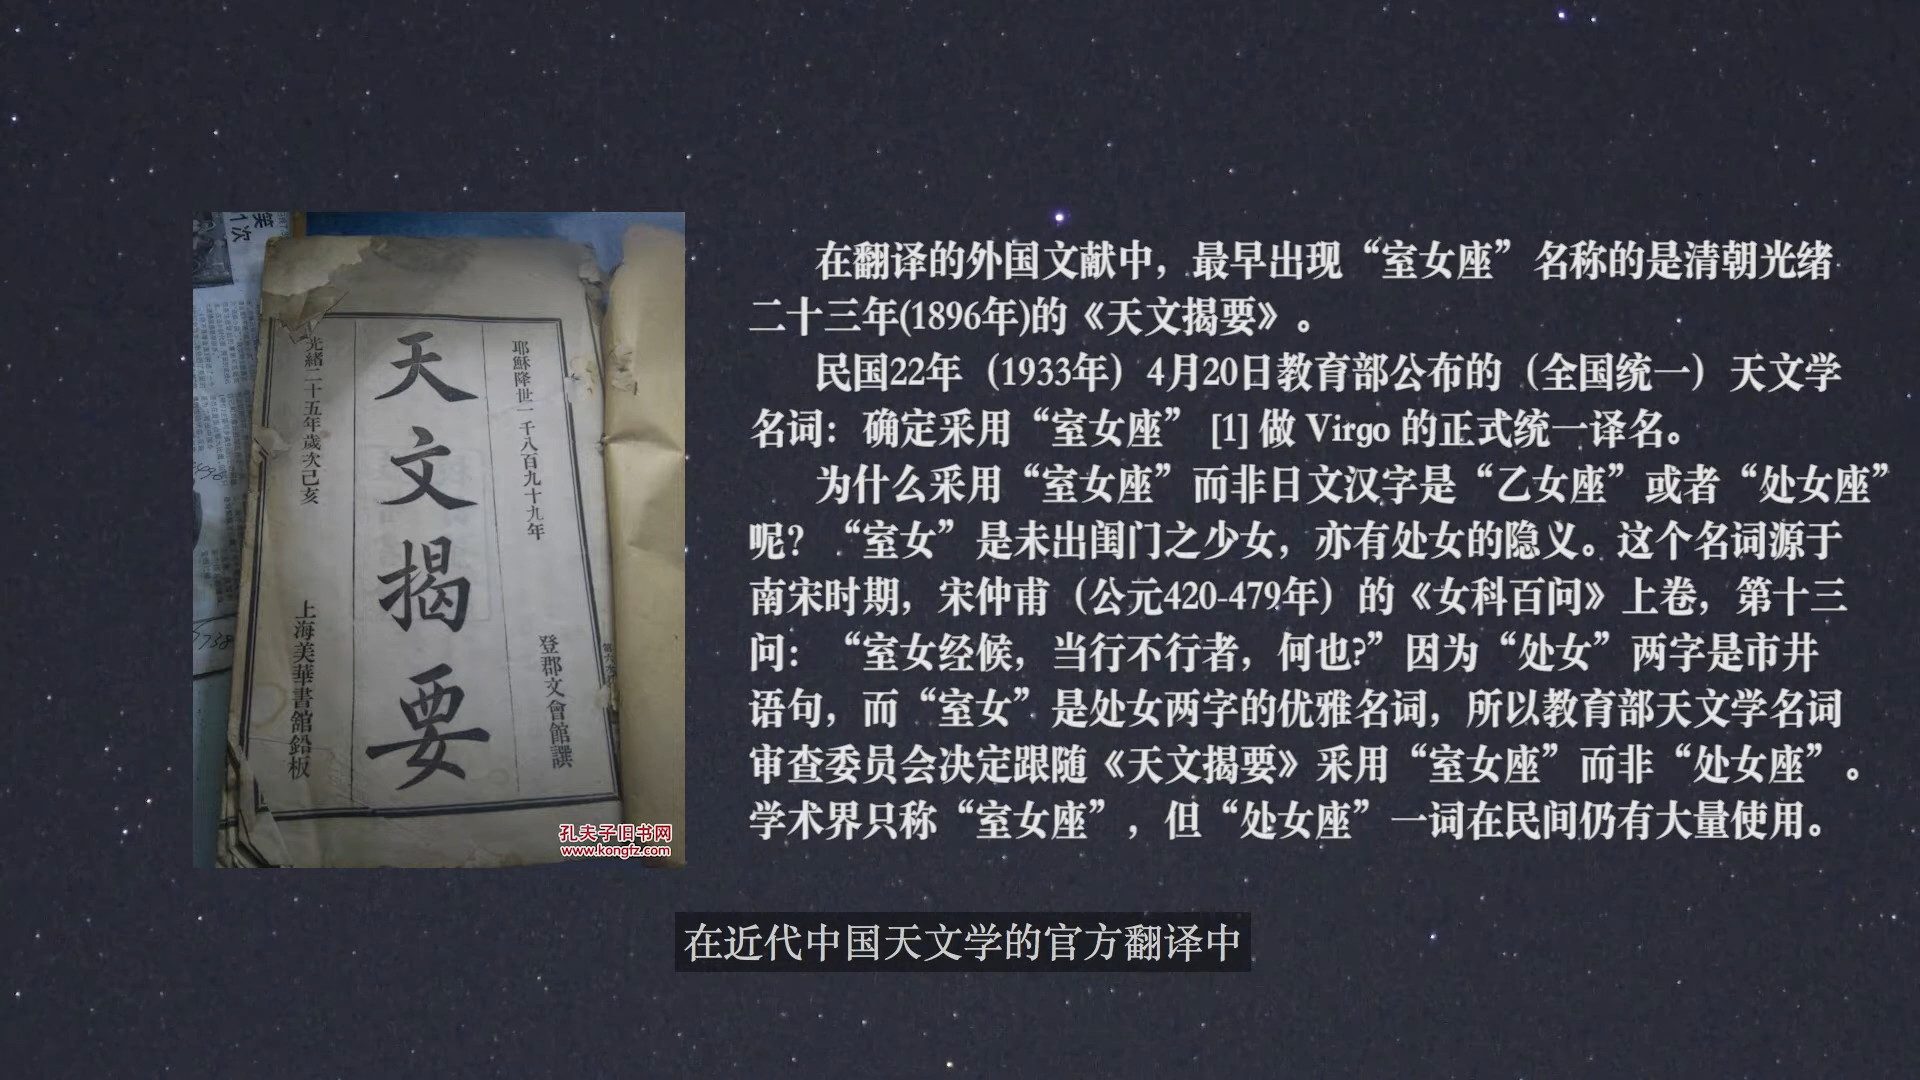 在翻译的外国文献中，最早出现“室女座”名称的是清朝光绪
二十三年(1896年)的《天文揭要》。
民国22年（1933年）4月20日教育部公布的（全国统一）天文学
名词：确定采用“室女座” [1] 做 Virgo 的正式统一译名。
为什么采用“室女座”而非日文汉字是“乙女座”或者“处女座”
呢？“室女”是未出闺门之少女，亦有处女的隐义。这个名词源于
南宋时期，宋仲甫（公元420-479年）的《女科百问》上卷，第十三
问：“室女经候，当行不行者，何也?”因为“处女”两字是市井
语句，而“室女”是处女两字的优雅名词，所以教育部天文学名词
审查委员会决定跟随《天文揭要》采用“室女座”而非“处女座”。
学术界只称“室女座”，但“处女座”一词在民间仍有大量使用。
耶稣降世一千八百九十九年
登郡文會館譔
天文揭要
光緒二十五年歲次己亥
上海美華書館鉛板
孔夫子旧书网
www.kongfz.com
在近代中国天文学的官方翻译中